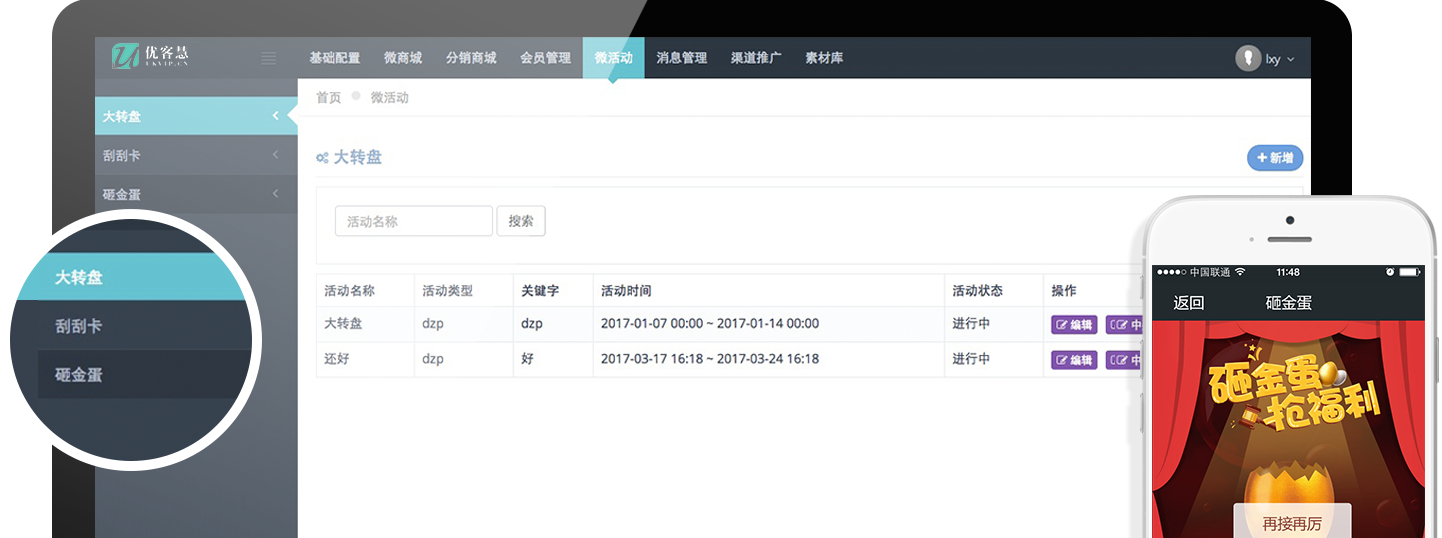 优客慧
UKVIP.CN
基础配置 微商城 分销商城 会员管理 微活动 消息管理 渠道推广 素材库
lxy
大转盘
刮刮卡
砸金蛋
首页 微活动
大转盘
新增
活动名称
搜索
活动名称 活动类型 关键字 活动时间 活动状态 操作
大转盘 dzp dzp 2017-01-07 00:00 ~ 2017-01-14 00:00 进行中 编辑 中
还好 dzp 好 2017-03-17 16:18 ~ 2017-03-24 16:18 进行中 编辑 中
大转盘
刮刮卡
砸金蛋
中国联通 11:48
返回 砸金蛋
砸金蛋
抢福利
再接再厉